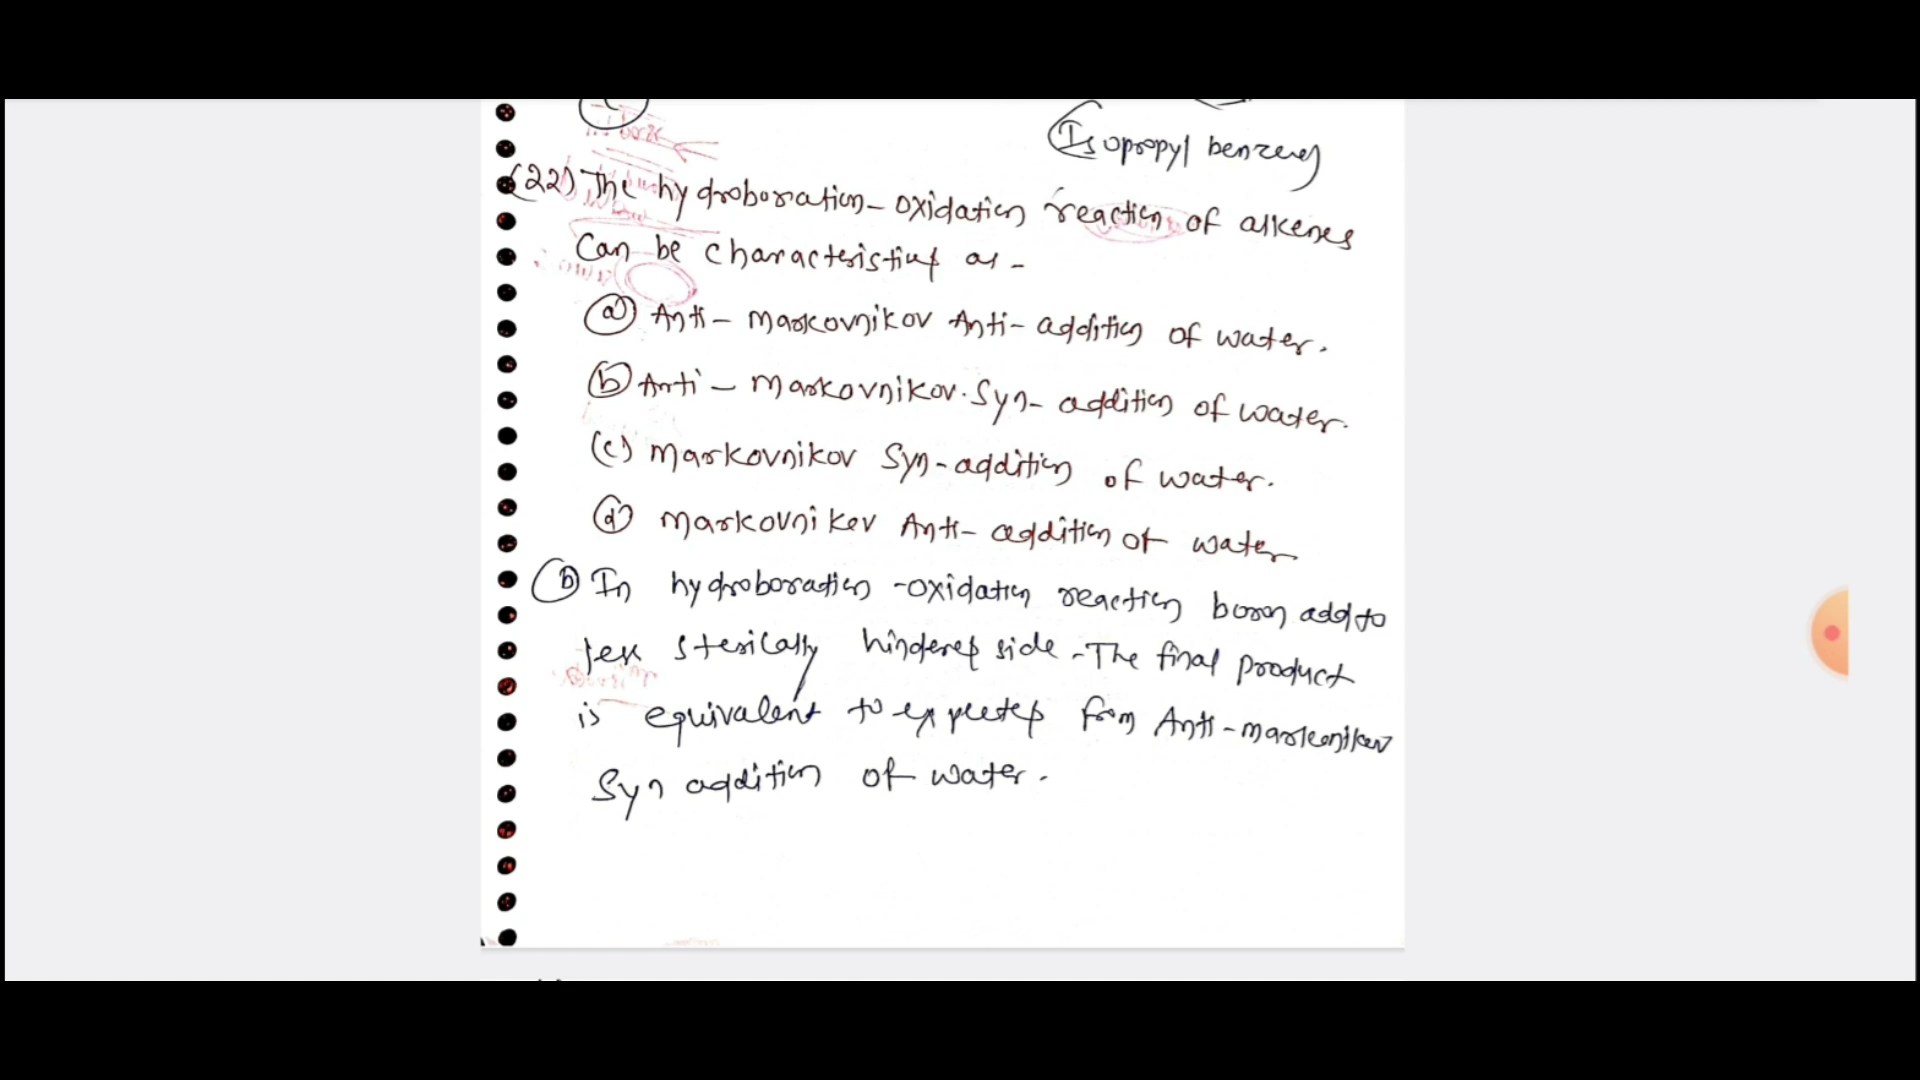 Isopropyl benzene
(22) The hydroboration-oxidation reaction of alkenes
Can be characteristied as -
(a) Anti-markovnikov Anti-addition of water.
(b) Anti-markovnikov. Syn-addition of water.
(c) markovnikov Syn-addition of water.
(d) markovnikov Anti-addition of water
(b) In hydroboration-oxidation reaction boron add to
less sterically hindered side-The final product
is equivalent to expected from Anti-markovnikov
Syn addition of water.